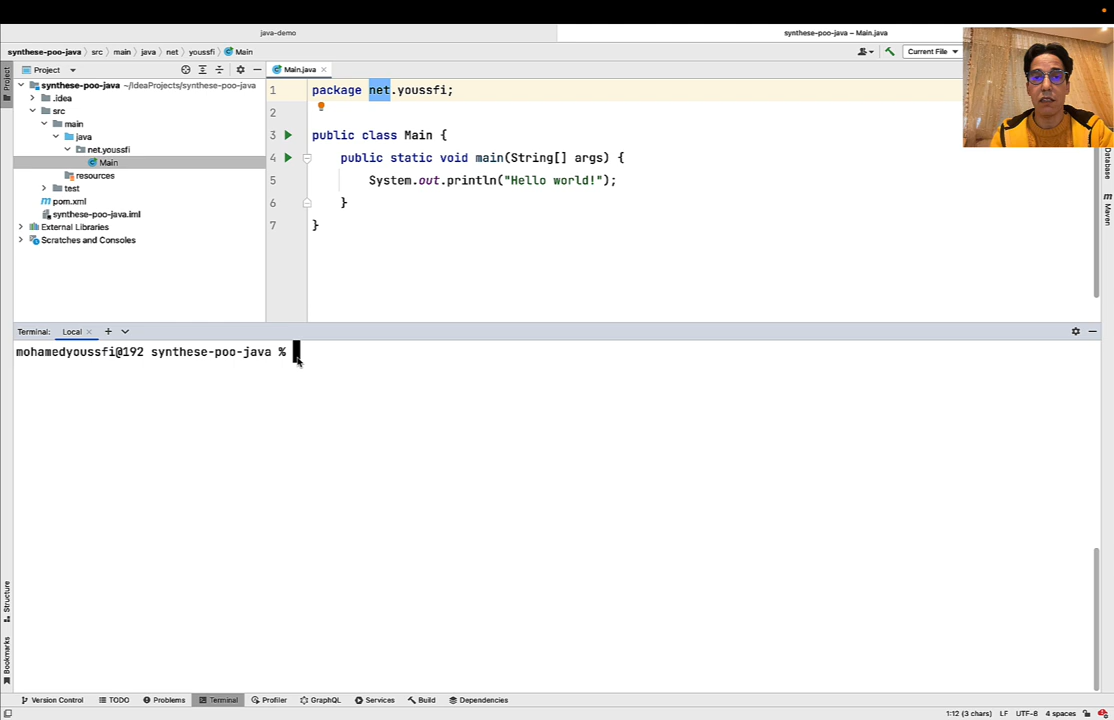 java-demo
synthese-poo-java – Main.java
synthese-poo-java › src › main › java › net › youssfi › Main
Current File
Project
Project
Main.java
synthese-poo-java ~/IdeaProjects/synthese-poo-java
.idea
src
main
java
net.youssfi
Main
resources
test
pom.xml
synthese-poo-java.iml
External Libraries
Scratches and Consoles
1 package net.youssfi;
2
3 public class Main {
4 public static void main(String[] args) {
5 System.out.println("Hello world!");
6 }
7 }
Database
Maven
Terminal: Local
mohamedyoussfi@192 synthese-poo-java %
Structure
Bookmarks
Version Control TODO Problems Terminal Profiler GraphQL Services Build Dependencies
1:12 (3 chars) LF UTF-8 4 spaces